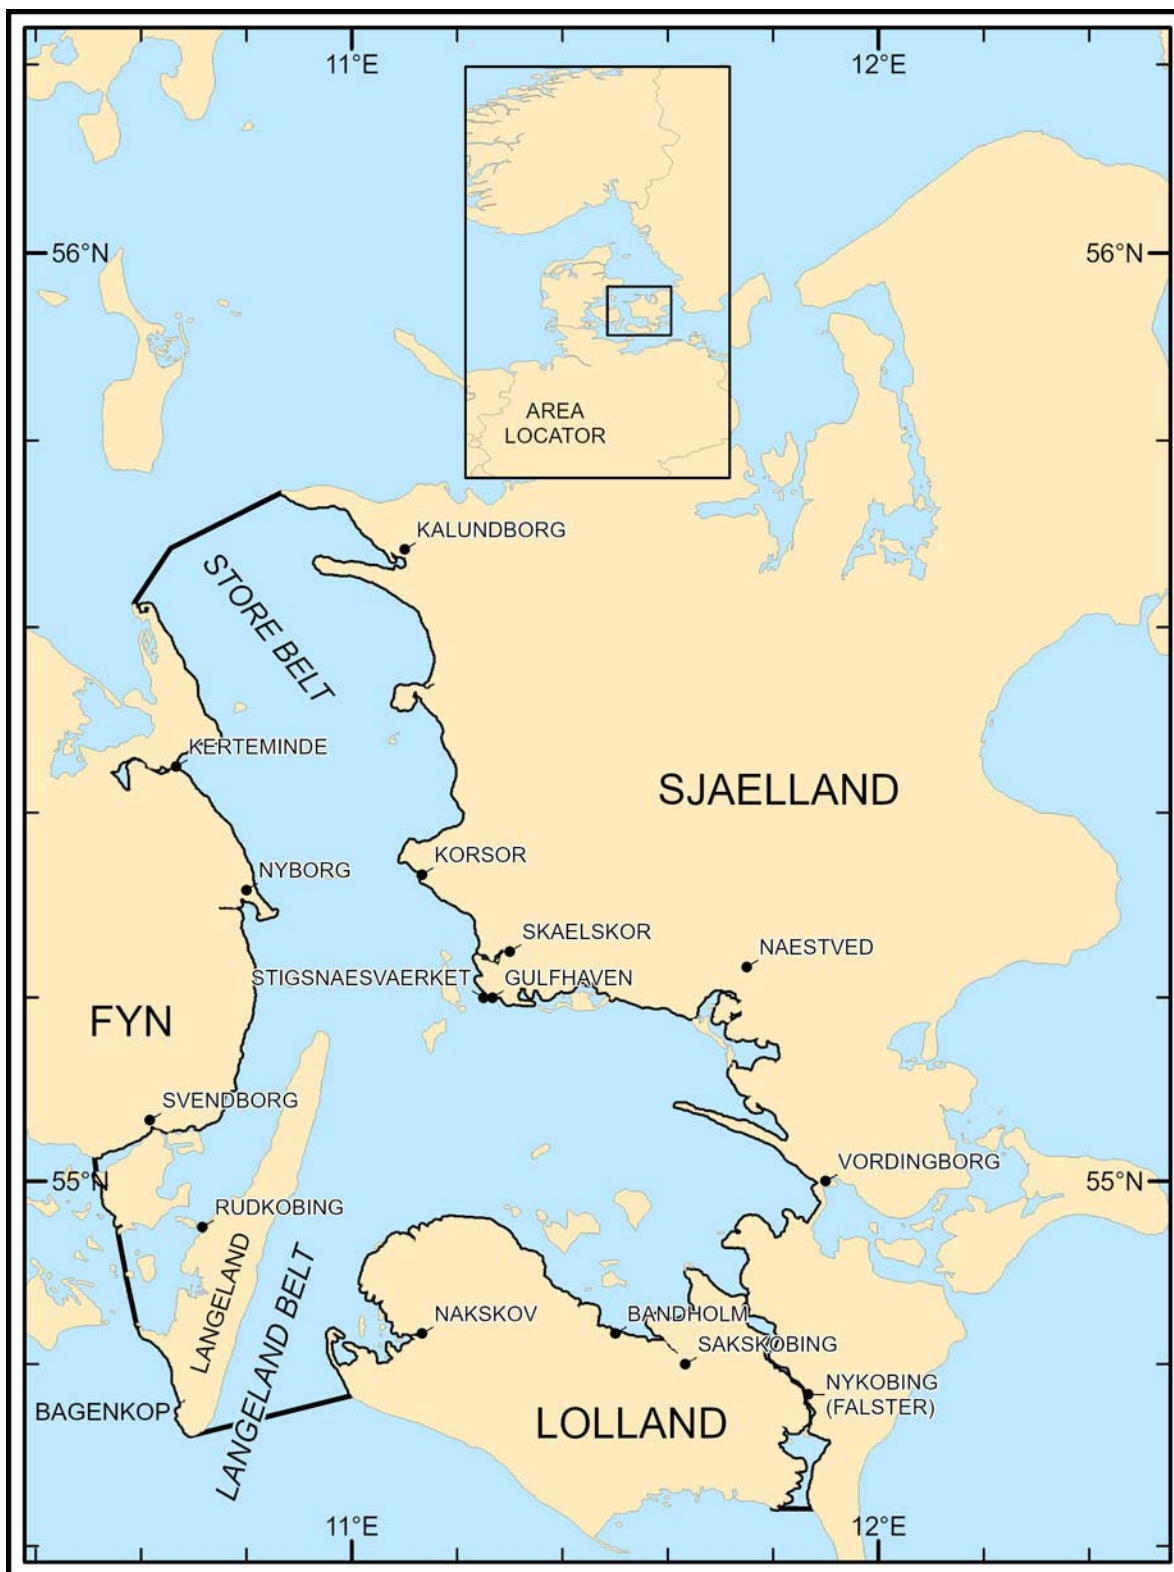 11°E
12°E
56°N
56°N
AREA
LOCATOR
KALUNDBORG
STORE BELT
KERTEMINDE
SJAELLAND
KORSOR
NYBORG
SKAELSKOR
NAESTVED
STIGSNAESVAERKET
GULFHAVEN
FYN
SVENDBORG
55°N
VORDINGBORG
55°N
RUDKOBING
LANGELAND
LANGELAND BELT
NAKSKOV
BANDHOLM
SAKSKOBING
NYKOBING
(FALSTER)
BAGENKOP
LOLLAND
11°E
12°E